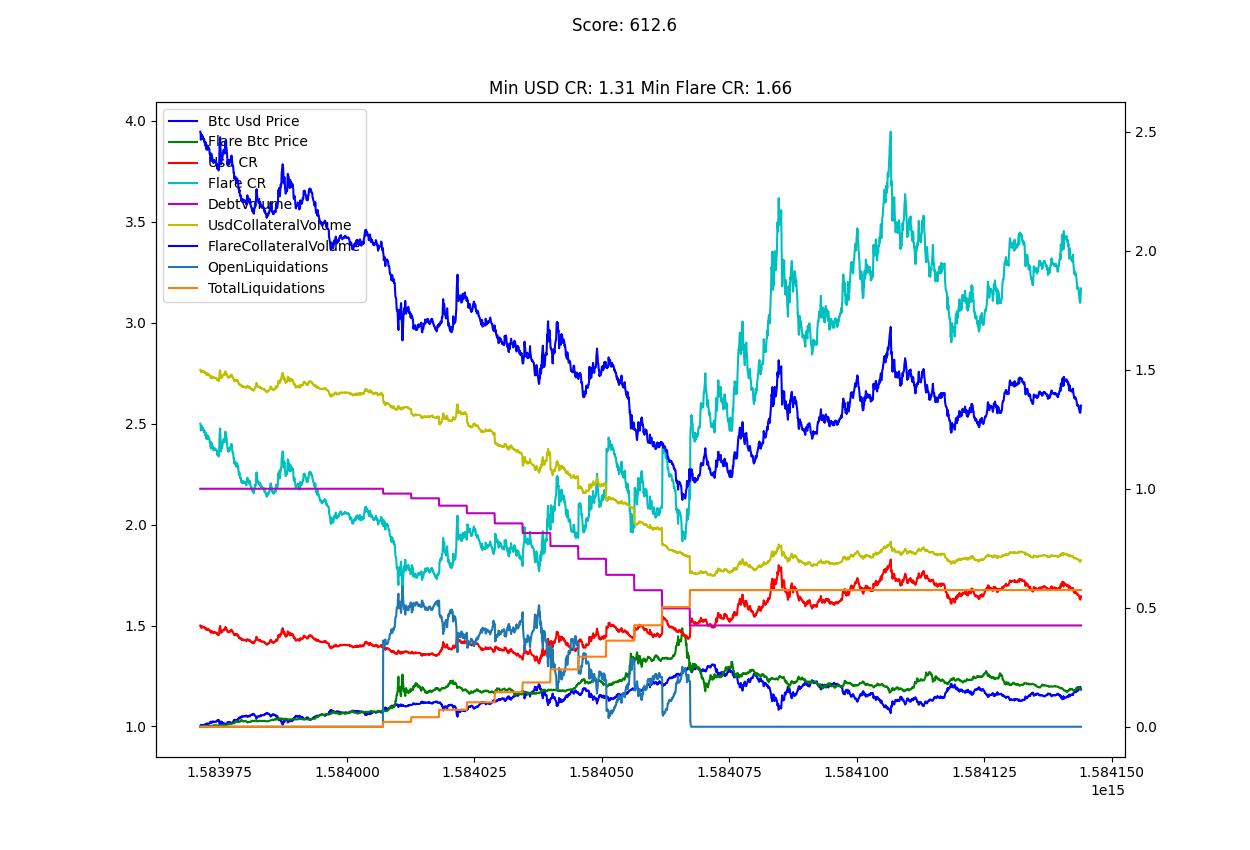 Score: 612.6
Min USD CR: 1.31 Min Flare CR: 1.66
Btc Usd Price
Flare Btc Price
Usd CR
Flare CR
DebtVolume
UsdCollateralVolume
FlareCollateralVolume
OpenLiquidations
TotalLiquidations
4.0
3.5
3.0
2.5
2.0
1.5
1.0
2.5
2.0
1.5
1.0
0.5
0.0
1.583975 1.584000 1.584025 1.584050 1.584075 1.584100 1.584125 1.584150
1e15